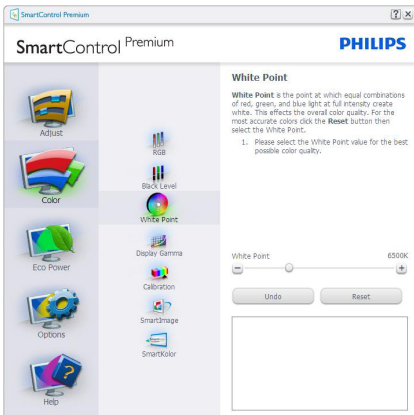 SmartControl Premium
SmartControl Premium
PHILIPS
Adjust
Color
Eco Power
Options
Help
RGB
Black Level
White Point
Display Gamma
Calibration
SmartImage
SmartKolor
White Point
White Point is the point at which equal combinations
of red, green, and blue light at full intensity create
white. This effects the overall color quality. For the
most accurate colors click the Reset button then
select the White Point.
1. Please select the White Point value for the best
possible color quality.
White Point 6500K
Undo Reset